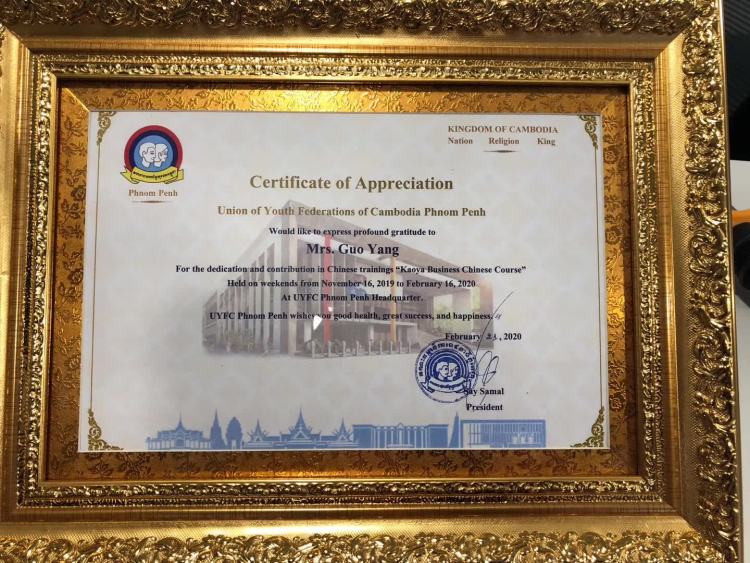 KINGDOM OF CAMBODIA
Nation Religion King
Phnom Penh
Certificate of Appreciation
Union of Youth Federations of Cambodia Phnom Penh
Would like to express profound gratitude to
Mrs. Guo Yang
For the dedication and contribution in Chinese trainings “Kaoya Business Chinese Course”
Held on weekends from November 16, 2019 to February 16, 2020
At UYFC Phnom Penh Headquarter.
UYFC Phnom Penh wishes you good health, great success, and happiness.
February , 2020
Say Samal
President